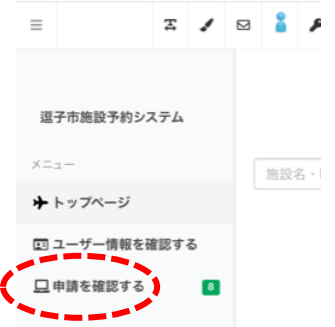 逗子市施設予約システム
メニュー
施設名・
トップページ
ユーザー情報を確認する
申請を確認する
8